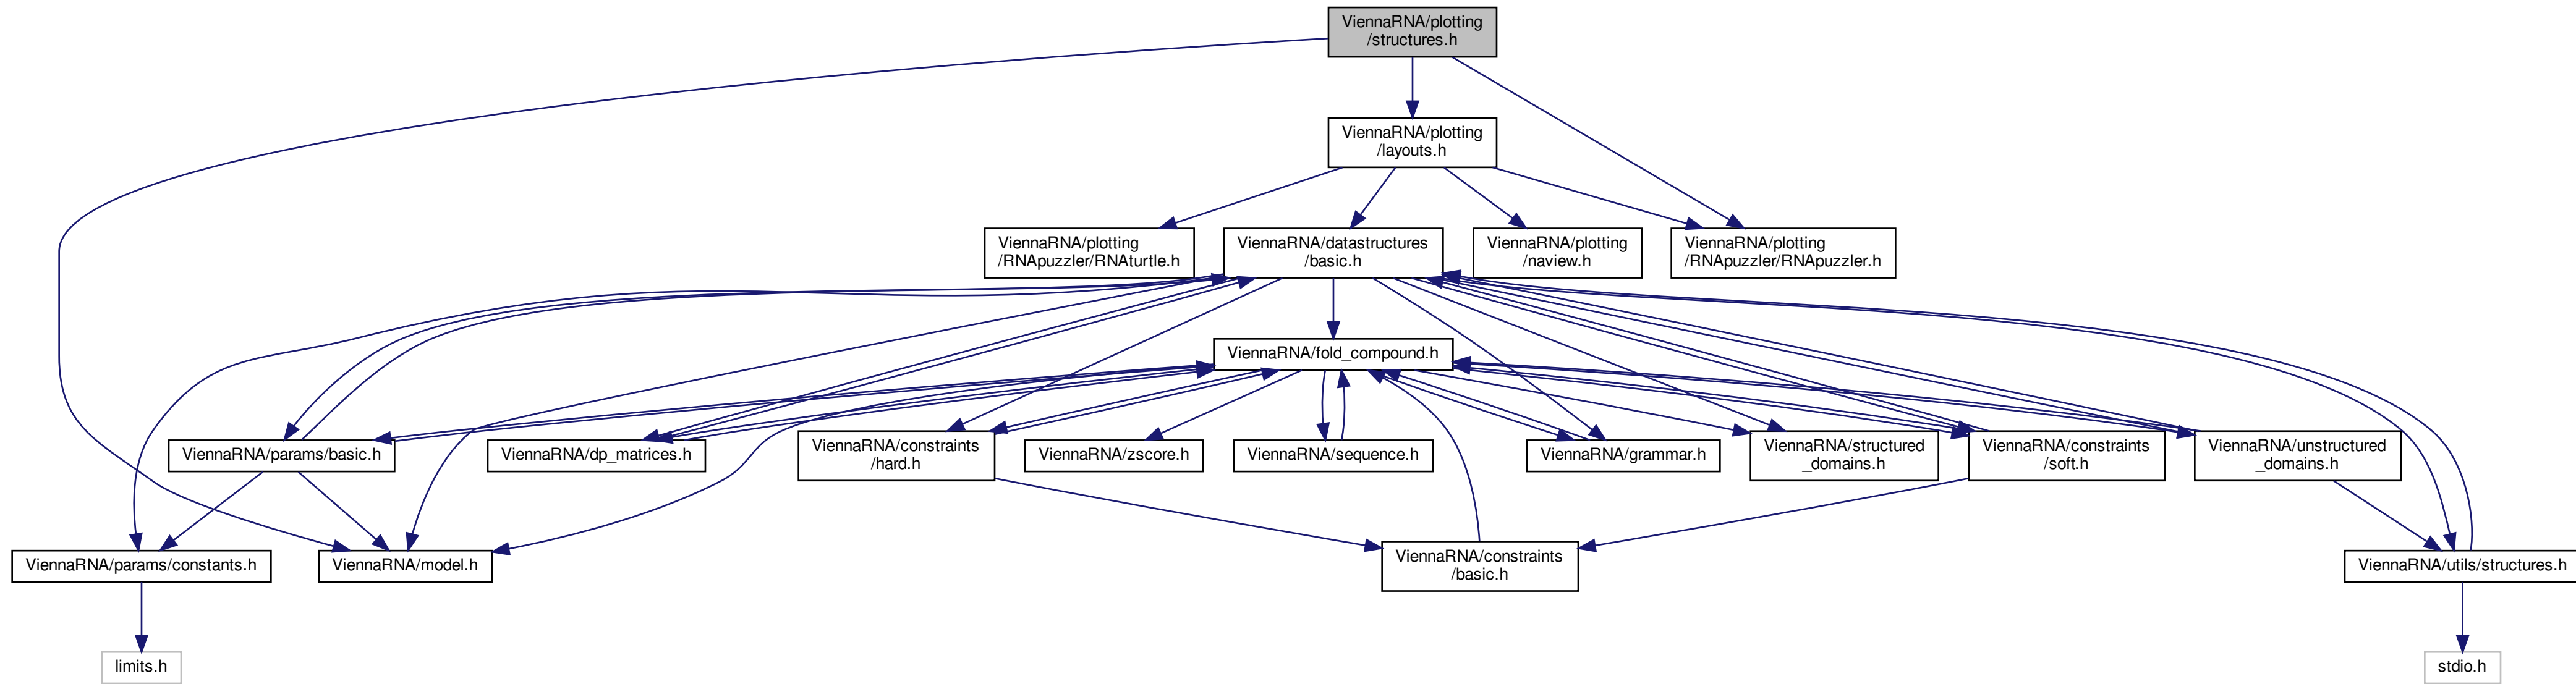 ViennaRNA/plotting
/structures.h
ViennaRNA/plotting
/layouts.h
ViennaRNA/plotting
/RNApuzzler/RNAturtle.h
ViennaRNA/datastructures
/basic.h
ViennaRNA/plotting
/naview.h
ViennaRNA/plotting
/RNApuzzler/RNApuzzler.h
ViennaRNA/fold_compound.h
ViennaRNA/params/basic.h
ViennaRNA/dp_matrices.h
ViennaRNA/constraints
/hard.h
ViennaRNA/zscore.h
ViennaRNA/sequence.h
ViennaRNA/grammar.h
ViennaRNA/structured
_domains.h
ViennaRNA/constraints
/soft.h
ViennaRNA/unstructured
_domains.h
ViennaRNA/params/constants.h
ViennaRNA/model.h
ViennaRNA/constraints
/basic.h
ViennaRNA/utils/structures.h
limits.h
stdio.h